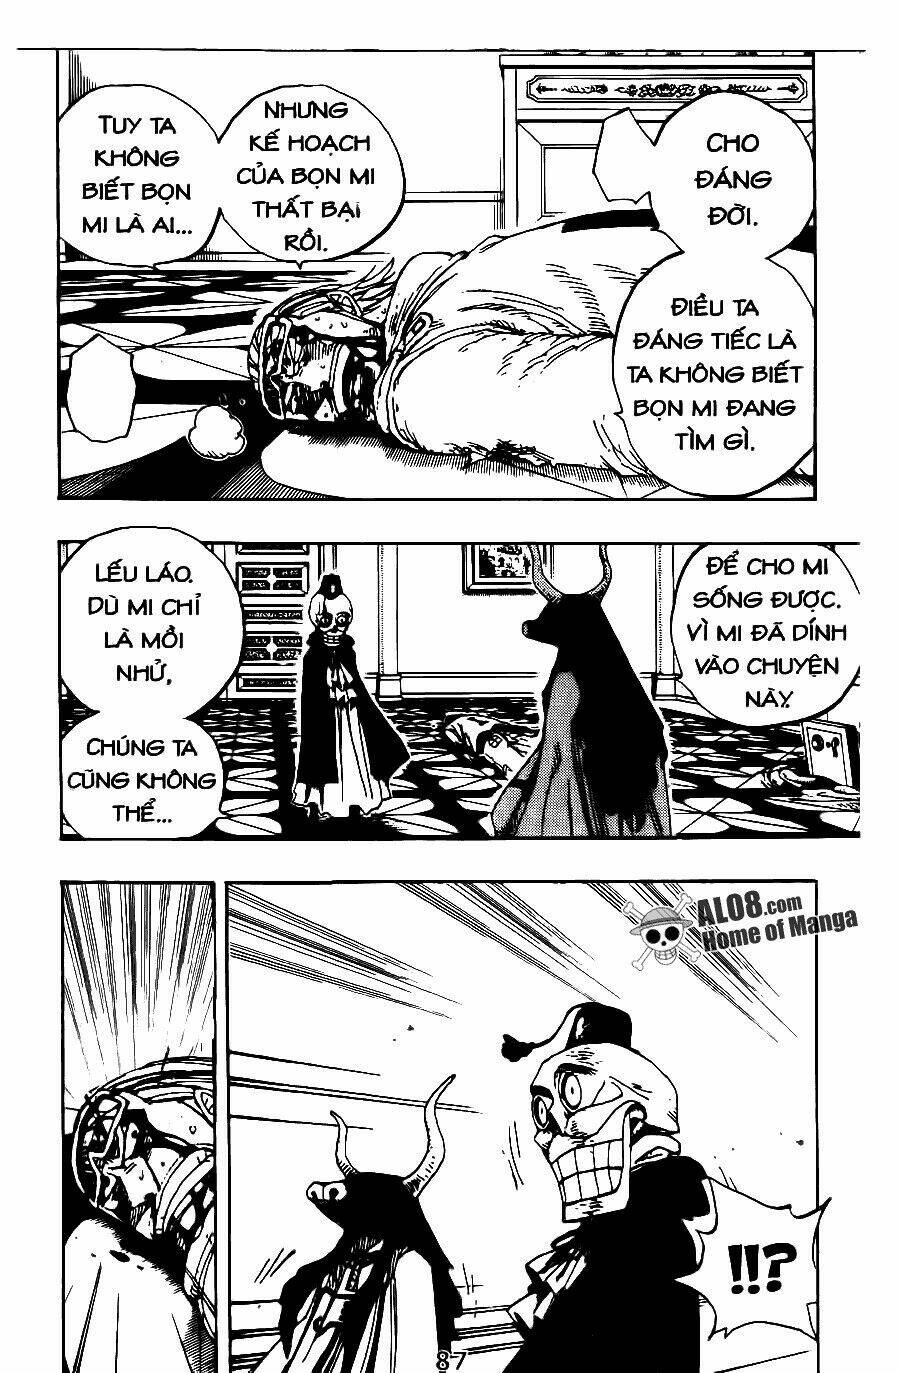 CHO
ĐÁNG
ĐỜI.
ĐIỀU TA
ĐÁNG TIẾC LÀ
TA KHÔNG BIẾT
BỌN MI ĐANG
TÌM GÌ.
NHƯNG
KẾ HOẠCH
CỦA BỌN MI
THẤT BẠI
RỒI.
TUY TA
KHÔNG
BIẾT BỌN
MI LÀ AI...
ĐỂ CHO MI
SỐNG ĐƯỢC.
VÌ MI ĐÃ DÍNH
VÀO CHUYỆN
NÀY.
LẾU LÁO.
DÙ MI CHỈ
LÀ MỒI
NHỬ,
CHÚNG TA
CŨNG KHÔNG
THỂ...
AL08.com
Home of Manga
!!?
87